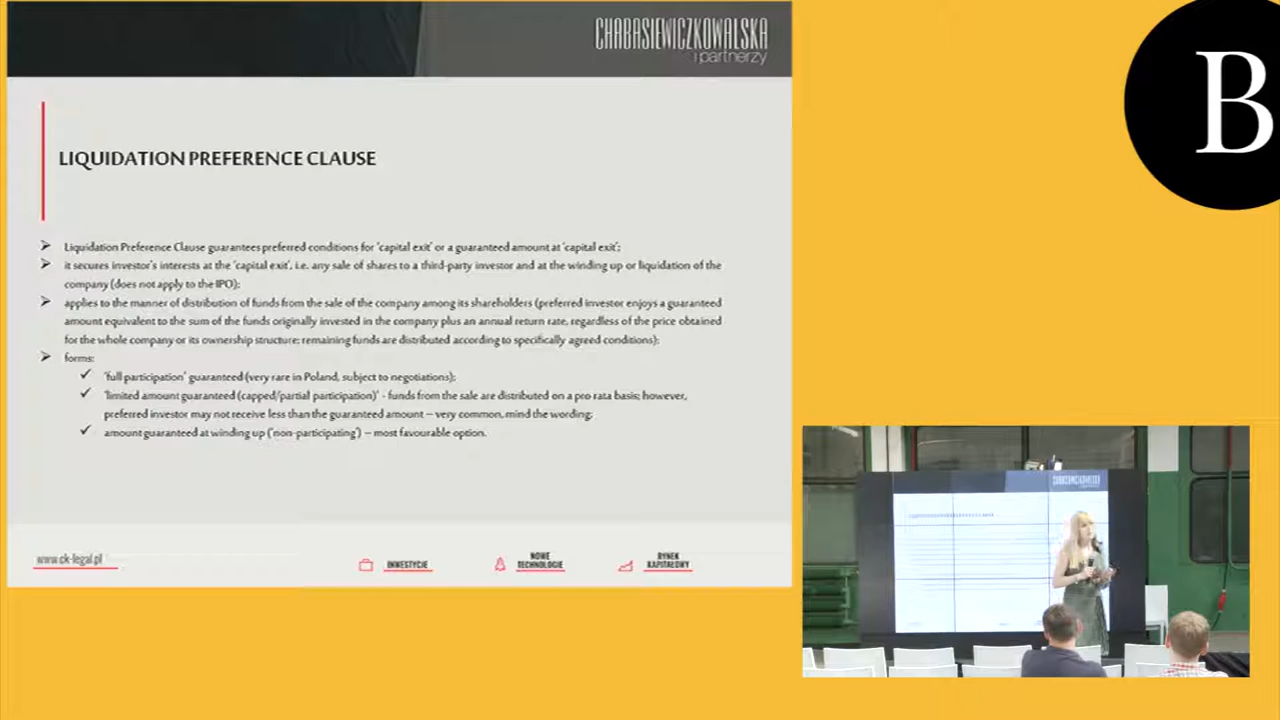 CHABASIEWICZKOWALSKA
i partnerzy
B
LIQUIDATION PREFERENCE CLAUSE
Liquidation Preference Clause guarantees preferred conditions for 'capital exit' or a guaranteed amount at 'capital exit';
it secures investor's interests at the 'capital exit', i.e. any sale of shares to a third-party investor and at the winding up or liquidation of the
company (does not apply to the IPO);
applies to the manner of distribution of funds from the sale of the company among its shareholders (preferred investor enjoys a guaranteed
amount equivalent to the sum of the funds originally invested in the company plus an annual return rate, regardless of the price obtained
for the whole company or its ownership structure; remaining funds are distributed according to specifically agreed conditions);
forms:
'full participation' guaranteed (very rare in Poland, subject to negotiations);
'limited amount guaranteed (capped/partial participation)' - funds from the sale are distributed on a pro rata basis; however,
preferred investor may not receive less than the guaranteed amount – very common, mind the wording;
amount guaranteed at winding up ('non-participating') – most favourable option.
www.ck-legal.pl
INWESTYCJE
NOWE
TECHNOLOGIE
RYNEK
KAPITAŁOWY
CHABASIEWICZKOWALSKA